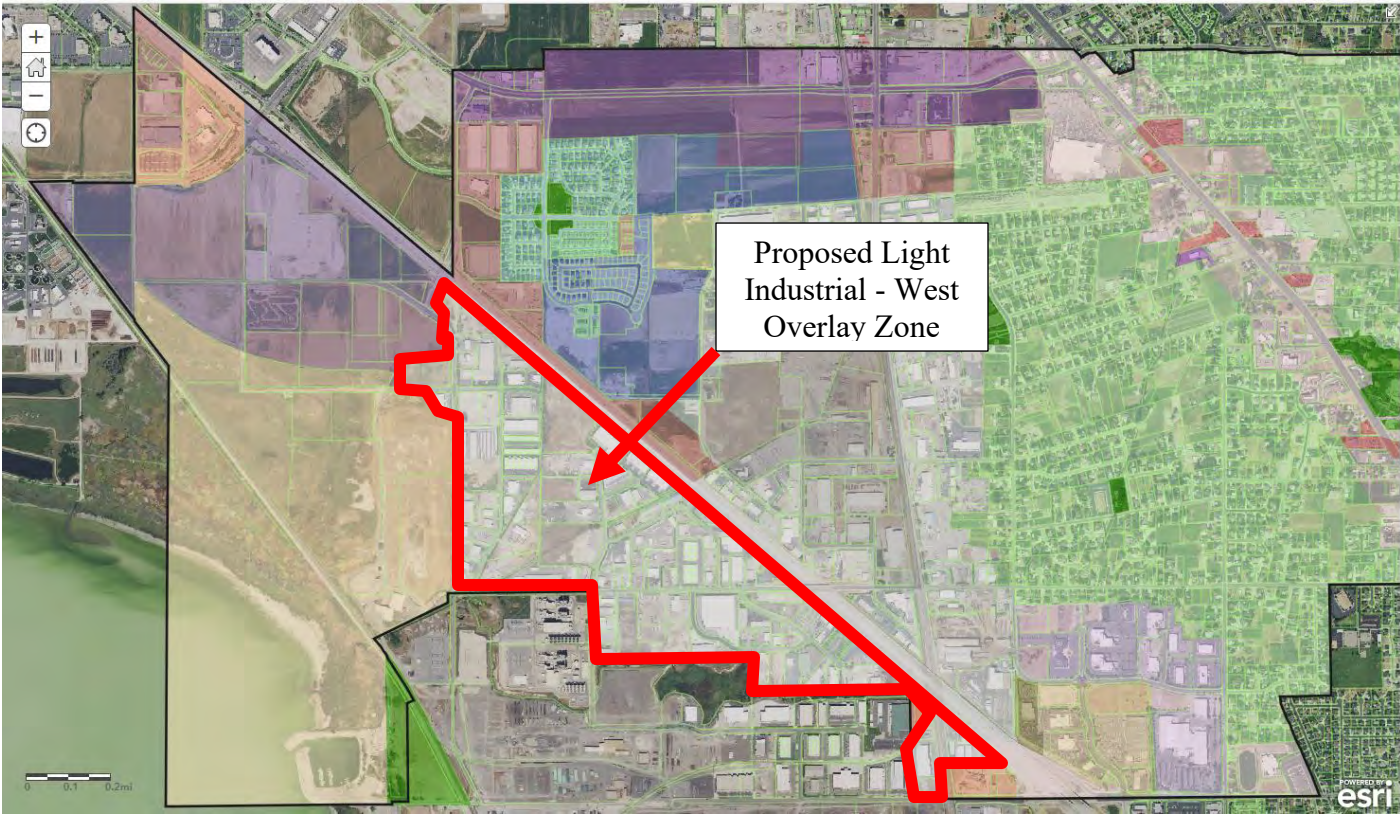 +
−
Proposed Light
Industrial - West
Overlay Zone
0 0.1 0.2mi
POWERED BY
esri